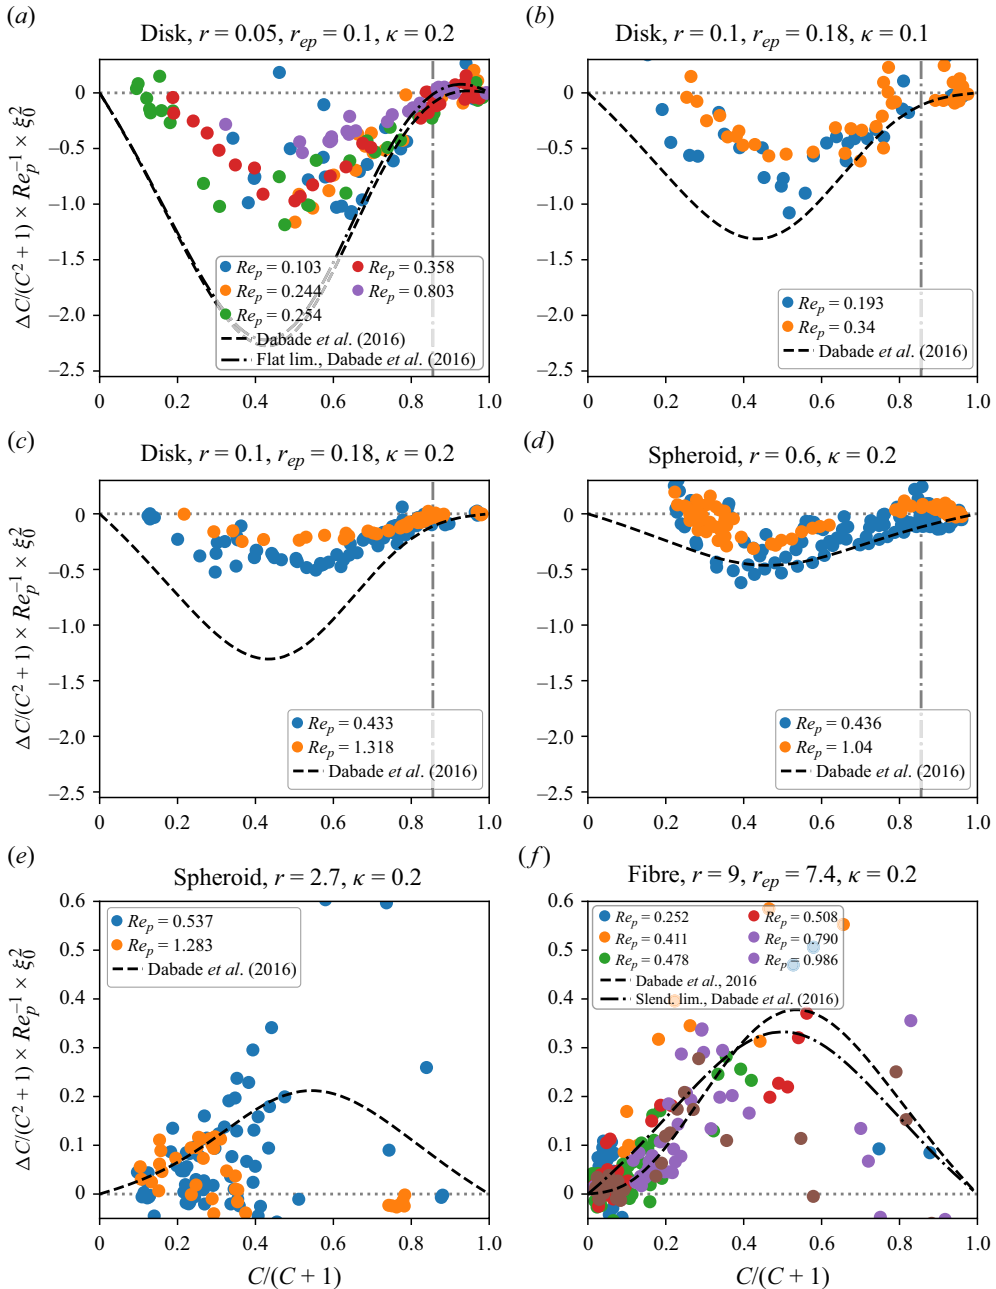 (a) Disk, r = 0.05, r_ep = 0.1, κ = 0.2
ΔC/(C² + 1) × Re_p⁻¹ × ξ₀²
0
–0.5
–1.0
–1.5
–2.0
–2.5
Re_p = 0.103
Re_p = 0.244
Re_p = 0.254
Re_p = 0.358
Re_p = 0.803
Dabade et al. (2016)
Flat lim., Dabade et al. (2016)
0 0.2 0.4 0.6 0.8 1.0
(b) Disk, r = 0.1, r_ep = 0.18, κ = 0.1
0
–0.5
–1.0
–1.5
–2.0
–2.5
Re_p = 0.193
Re_p = 0.34
Dabade et al. (2016)
0 0.2 0.4 0.6 0.8 1.0
(c) Disk, r = 0.1, r_ep = 0.18, κ = 0.2
ΔC/(C² + 1) × Re_p⁻¹ × ξ₀²
0
–0.5
–1.0
–1.5
–2.0
–2.5
Re_p = 0.433
Re_p = 1.318
Dabade et al. (2016)
0 0.2 0.4 0.6 0.8 1.0
(d) Spheroid, r = 0.6, κ = 0.2
0
–0.5
–1.0
–1.5
–2.0
–2.5
Re_p = 0.436
Re_p = 1.04
Dabade et al. (2016)
0 0.2 0.4 0.6 0.8 1.0
(e) Spheroid, r = 2.7, κ = 0.2
ΔC/(C² + 1) × Re_p⁻¹ × ξ₀²
0.6
0.5
0.4
0.3
0.2
0.1
0
Re_p = 0.537
Re_p = 1.283
Dabade et al. (2016)
0 0.2 0.4 0.6 0.8 1.0
C/(C + 1)
(f) Fibre, r = 9, r_ep = 7.4, κ = 0.2
0.6
0.5
0.4
0.3
0.2
0.1
0
Re_p = 0.252
Re_p = 0.411
Re_p = 0.478
Re_p = 0.508
Re_p = 0.790
Re_p = 0.986
Dabade et al., 2016
Slend. lim., Dabade et al. (2016)
0 0.2 0.4 0.6 0.8 1.0
C/(C + 1)